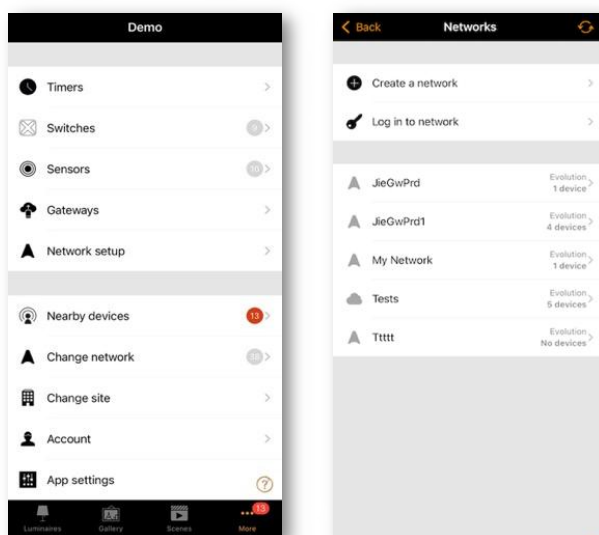 Demo
Timers
Switches
9
Sensors
10
Gateways
Network setup
Nearby devices
13
Change network
Change site
Account
App settings
?
Luminaires
Gallery
Scenes
13
More
Back
Networks
Create a network
Log in to network
JieGwPrd
Evolution
1 device
JieGwPrd1
Evolution
4 devices
My Network
Evolution
1 device
Tests
Evolution
5 devices
Ttttt
Evolution
No devices